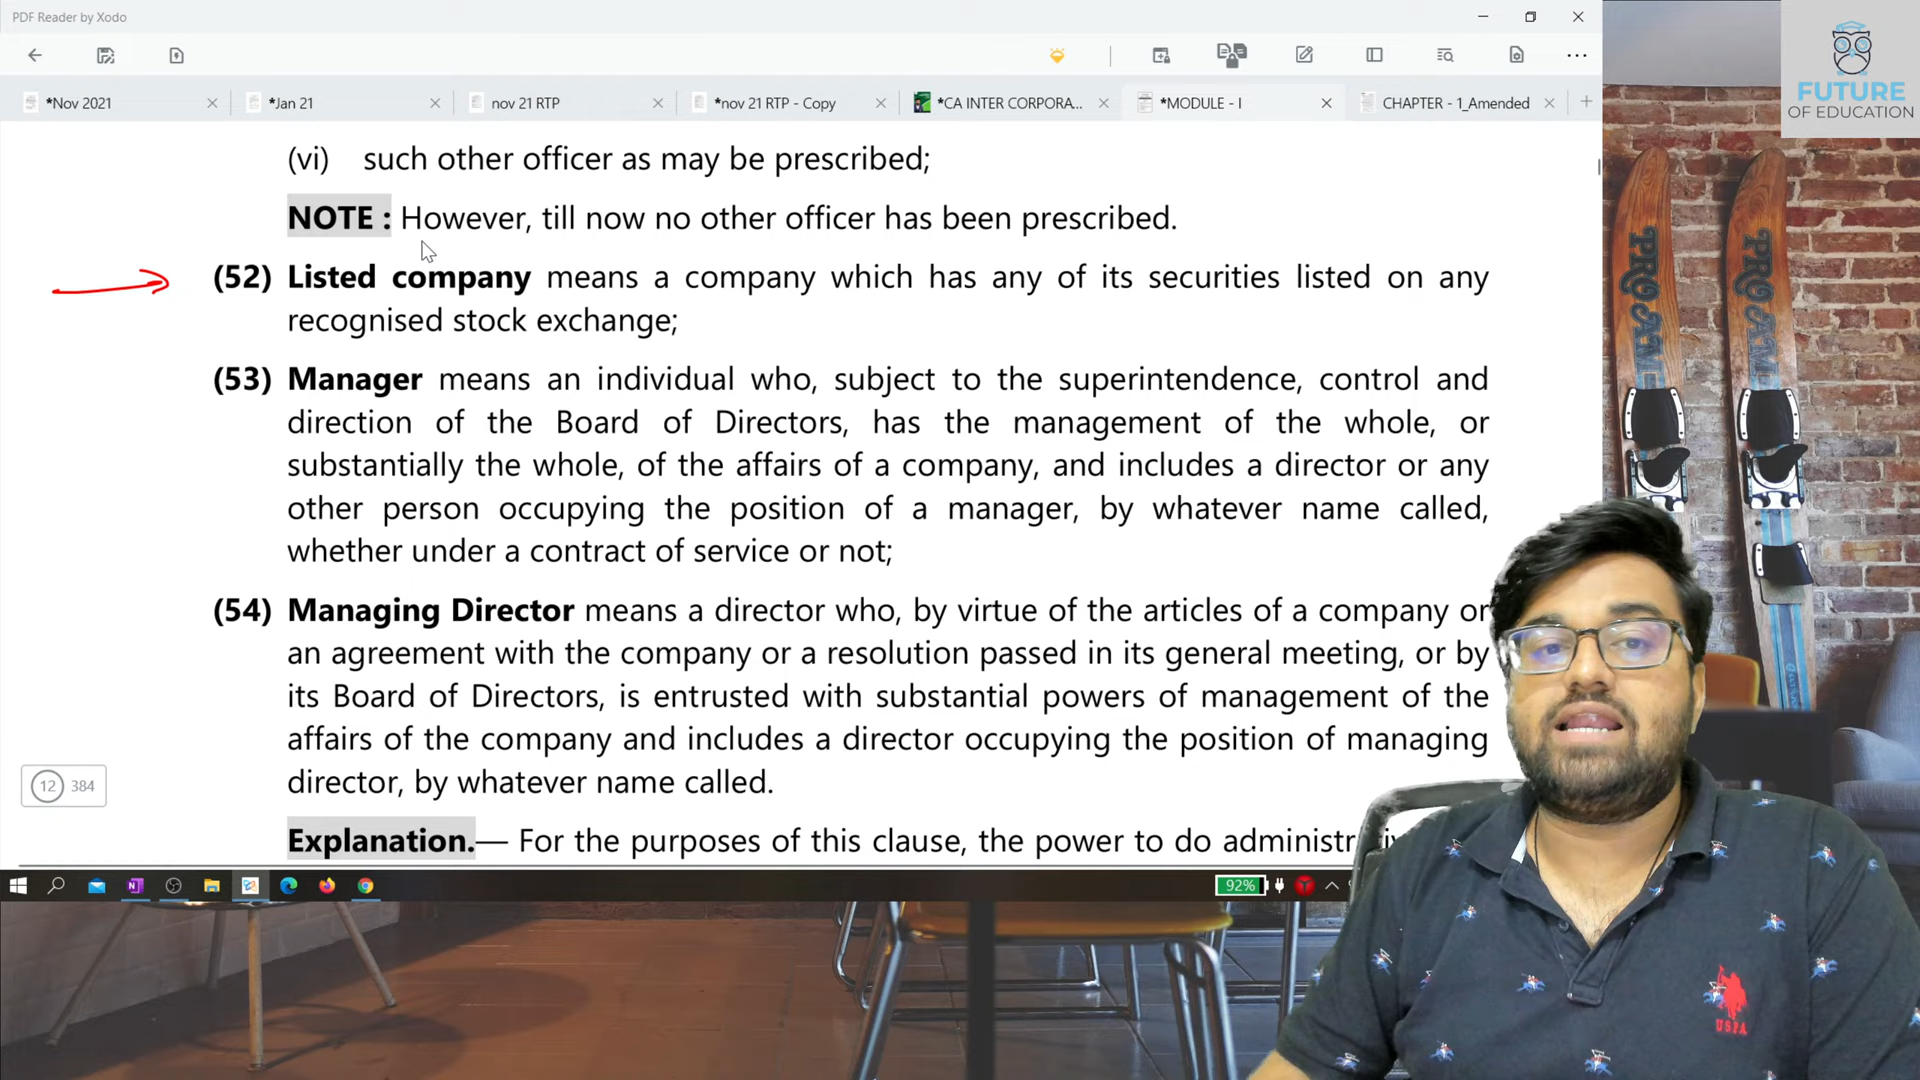 PDF Reader by Xodo
*Nov 2021
*Jan 21
nov 21 RTP
*nov 21 RTP - Copy
*CA INTER CORPORA...
*MODULE - I
CHAPTER - 1_Amended
FUTURE
OF EDUCATION
(vi) such other officer as may be prescribed;
NOTE : However, till now no other officer has been prescribed.
(52) Listed company means a company which has any of its securities listed on any
recognised stock exchange;
(53) Manager means an individual who, subject to the superintendence, control and
direction of the Board of Directors, has the management of the whole, or
substantially the whole, of the affairs of a company, and includes a director or any
other person occupying the position of a manager, by whatever name called,
whether under a contract of service or not;
(54) Managing Director means a director who, by virtue of the articles of a company or
an agreement with the company or a resolution passed in its general meeting, or by
its Board of Directors, is entrusted with substantial powers of management of the
affairs of the company and includes a director occupying the position of managing
director, by whatever name called.
12 384
Explanation.— For the purposes of this clause, the power to do
92%
PRO AM
PRO AM
USPA